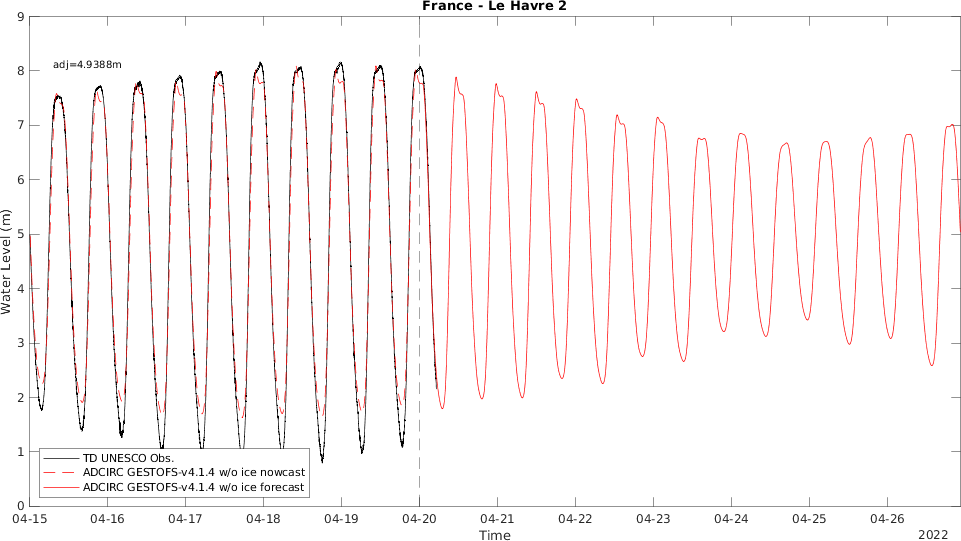 France - Le Havre 2
adj=4.9388m
Water Level (m)
9
8
7
6
5
4
3
2
1
0
TD UNESCO Obs.
ADCIRC GESTOFS-v4.1.4 w/o ice nowcast
ADCIRC GESTOFS-v4.1.4 w/o ice forecast
04-15 04-16 04-17 04-18 04-19 04-20 04-21 04-22 04-23 04-24 04-25 04-26
Time
2022